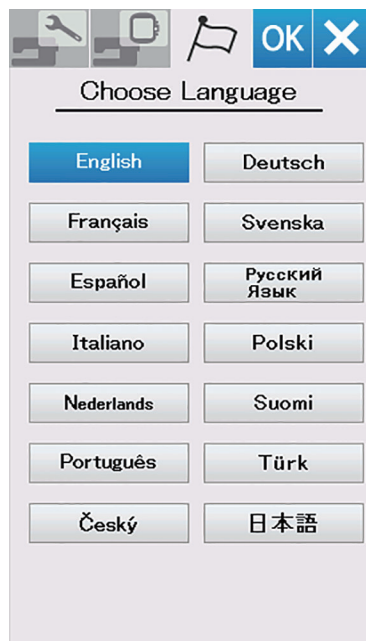 OK
Choose Language
English
Deutsch
Français
Svenska
Español
Русский
Язык
Italiano
Polski
Nederlands
Suomi
Português
Türk
Český
日本語